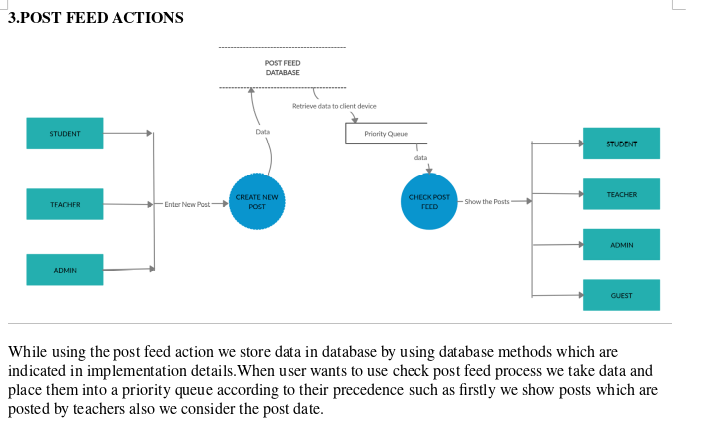 3.POST FEED ACTIONS
POST FEED
DATABASE
Retrieve data to client device
Priority Queue
Data
data
STUDENT
TEACHER
ADMIN
Enter New Post
CREATE NEW
POST
CHECK POST
FEED
Show the Posts
STUDENT
TEACHER
ADMIN
GUEST
While using the post feed action we store data in database by using database methods which are
indicated in implementation details.When user wants to use check post feed process we take data and
place them into a priority queue according to their precedence such as firstly we show posts which are
posted by teachers also we consider the post date.